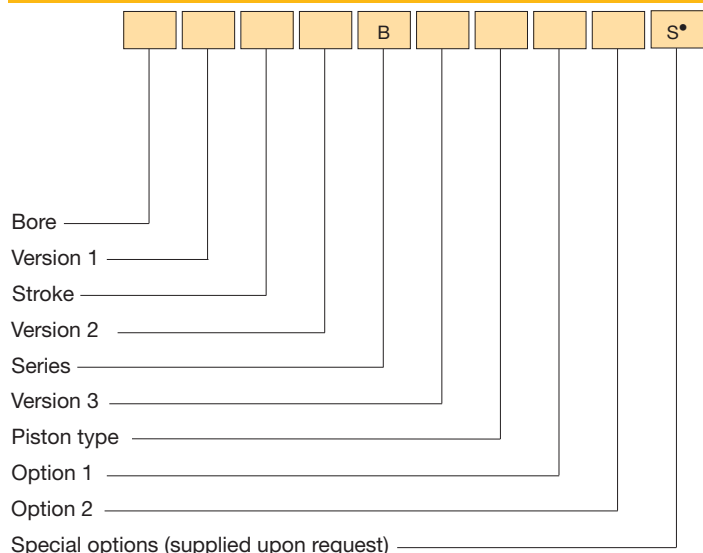 B S•
Bore
Version 1
Stroke
Version 2
Series
Version 3
Piston type
Option 1
Option 2
Special options (supplied upon request)